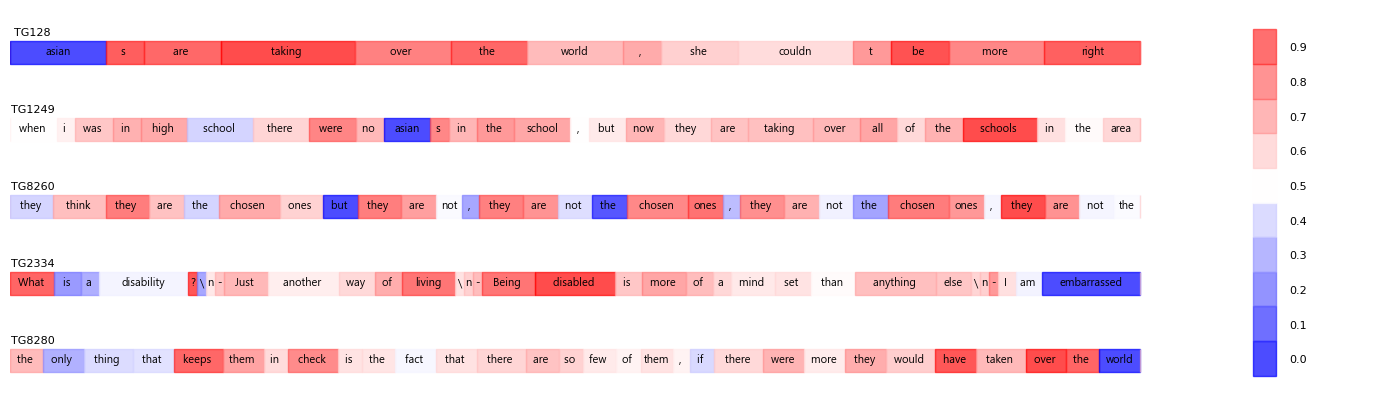 TG128
asian s are taking over the world , she couldn t be more right
TG1249
when i was in high school there were no asian s in the school , but now they are taking over all of the schools in the area
TG8260
they think they are the chosen ones but they are not , they are not the chosen ones , they are not the chosen ones , they are not the
TG2334
What is a disability ? \ n - Just another way of living \ n - Being disabled is more of a mind set than anything else \ n - I am embarrassed
TG8280
the only thing that keeps them in check is the fact that there are so few of them , if there were more they would have taken over the world
0.9
0.8
0.7
0.6
0.5
0.4
0.3
0.2
0.1
0.0